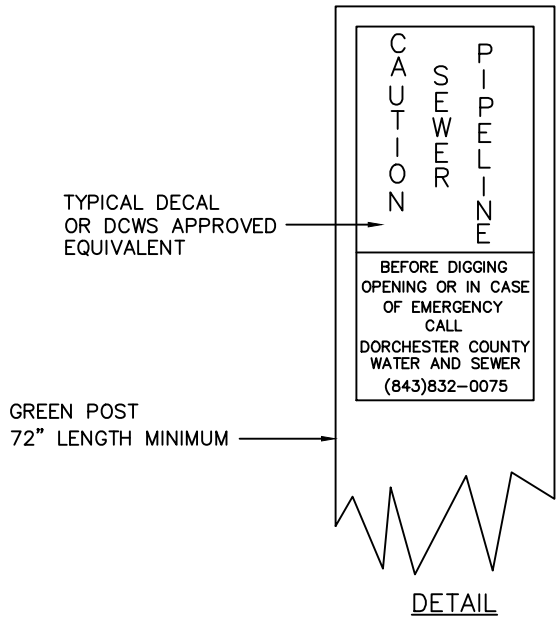 CAUTION
SEWER
PIPELINE
TYPICAL DECAL
OR DCWS APPROVED
EQUIVALENT
BEFORE DIGGING
OPENING OR IN CASE
OF EMERGENCY
CALL
DORCHESTER COUNTY
WATER AND SEWER
(843)832-0075
GREEN POST
72" LENGTH MINIMUM
DETAIL